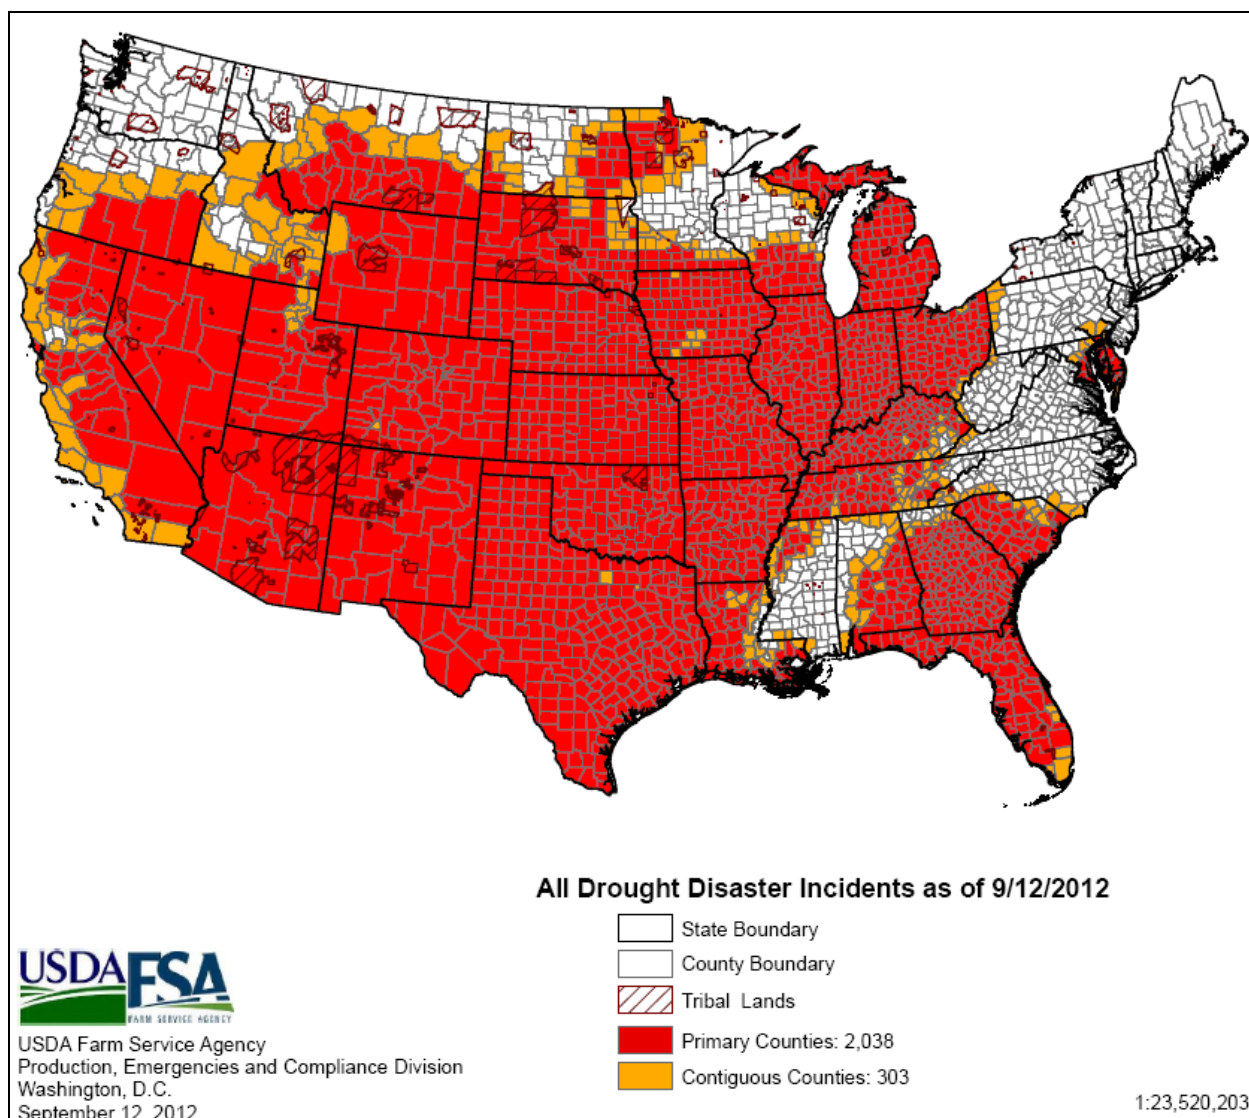 All Drought Disaster Incidents as of 9/12/2012
State Boundary
County Boundary
Tribal Lands
Primary Counties: 2,038
Contiguous Counties: 303
USDA FSA
FARM SERVICE AGENCY
USDA Farm Service Agency
Production, Emergencies and Compliance Division
Washington, D.C.
September 12, 2012
1:23,520,203